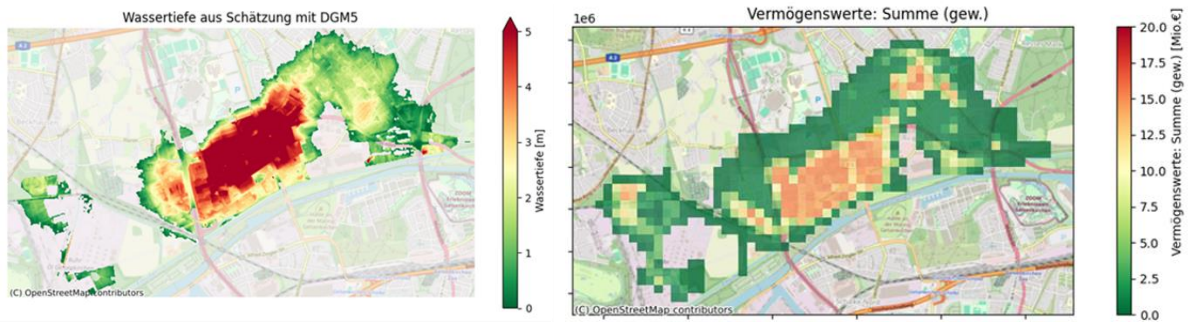 Wassertiefe aus Schätzung mit DGM5
5
4
3
2
1
0
Wassertiefe [m]
(C) OpenStreetMap contributors
1e6
Vermögenswerte: Summe (gew.)
20.0
17.5
15.0
12.5
10.0
7.5
5.0
2.5
0.0
Vermögenswerte: Summe (gew.) [Mio.€]
(C) OpenStreetMap contributors